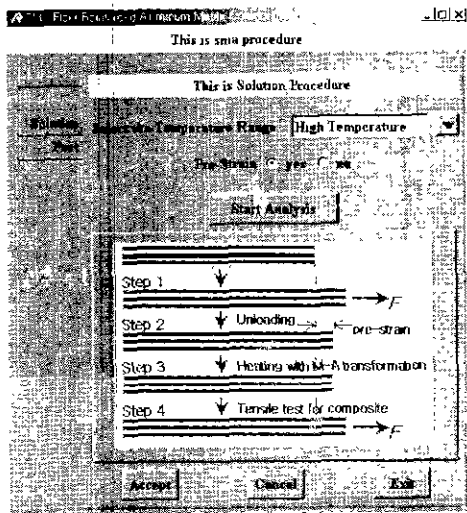 This is sma procedure
This is Solution Procedure
Temperature Range High Temperature
Pre-Strain yes no
Start Analysis
Step 1
F
Step 2 Unloading pre-strain
Step 3 Heating with M-A transformation
Step 4 Tensile test for composite
F
Accept Cancel Exit